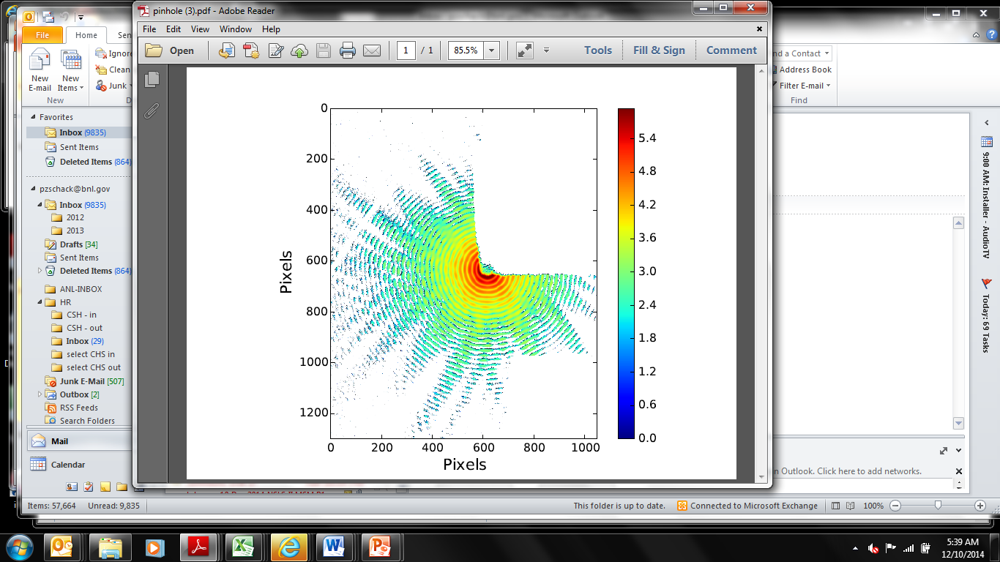 pinhole (3).pdf - Adobe Reader
File Edit View Window Help
Open 1 / 1 85.5% Tools Fill & Sign Comment
File Home Sen
New E-mail
New Items
Ignore
Clean
Junk
New
D
nd a Contact
Address Book
Filter E-mail
Find
Favorites
Inbox (9835)
Sent Items
Deleted Items (864)
pzschack@bnl.gov
Inbox (9835)
2012
2013
Drafts [34]
Sent Items
Deleted Items (864)
ANL-INBOX
HR
CSH - in
CSH - out
Inbox (29)
select CHS in
select CHS out
Junk E-Mail [507]
Outbox [2]
RSS Feeds
Search Folders
Mail
Calendar
0
200
400
600
800
1000
1200
Pixels
0 200 400 600 800 1000
Pixels
5.4
4.8
4.2
3.6
3.0
2.4
1.8
1.2
0.6
0.0
9:00 AM: Installer - AudioTV
Today: 69 Tasks
n Outlook. Click here to add networks.
Items: 57,664 Unread: 9,835 This folder is up to date. Connected to Microsoft Exchange 100%
5:39 AM
12/10/2014